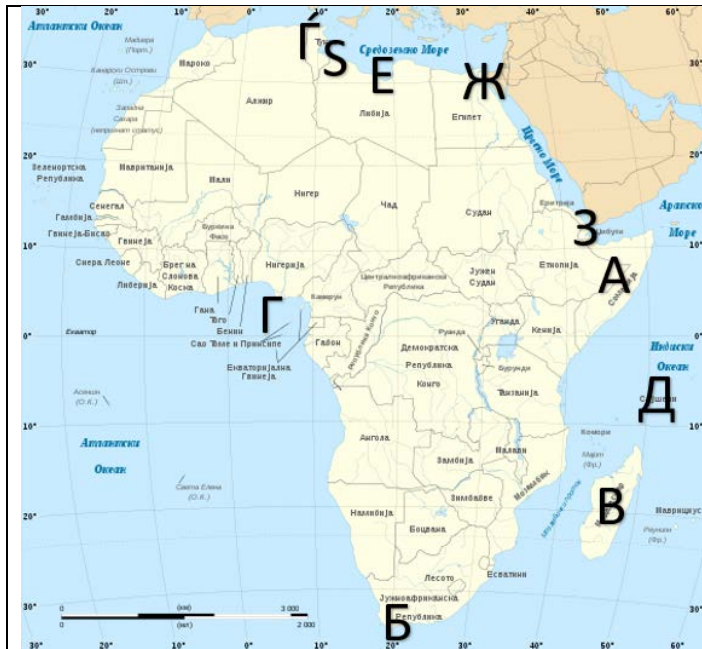 30° 20° 10° 0° 10° 20° 30° 40° 50° 60°
Атлантски Океан
Ѓ
Мадеира
(Порт.)
Ѕ
Средоземно Море
Е
Ж
30°
30°
Мароко
Канарски Острови
(Шп.)
Алжир
Либија
Египет
Западна
Сахара
(непризнат статус)
Црвено Море
20°
20°
Зеленортска
Република
Мавританија
Мали
Нигер
Чад
Судан
Еритреја
З
Арапско
Море
Сенегал
Гамбија
Гвинеја-Бисао
Буркина
Фасо
10°
10°
Гвинеја
Сиера Леоне
Либерија
Брег на
Слонова
Коска
Нигерија
Централноафриканска
Република
Јужен
Судан
Етиопија
А
Сомалија
Гана
Того
Бенин
Г
Камерун
Сао Томе и Принсипе
Екваторијална
Гвинеја
Габон
Република Конго
Уганда
Кенија
Екватор
0°
0°
Руанда
Бурунди
Демократска
Република
Конго
Индиски
Океан
Танзанија
Д
Асеншн
(О.К.)
10°
10°
Атлантски
Океан
Ангола
Замбија
Малави
Мозамбик
Комори
Мајот
(Фр.)
Света Елена
(О.К.)
Зимбабве
В
Намибија
Боцвана
Маврициус
Реунион
(Фр.)
20°
20°
Есватини
Лесото
Јужноафриканска
Република
Б
0 (км) 3 000
0 (мл.) 2 000
30°
30°
30° 20° 10° 0° 10° 20° 30° 40° 50° 60°